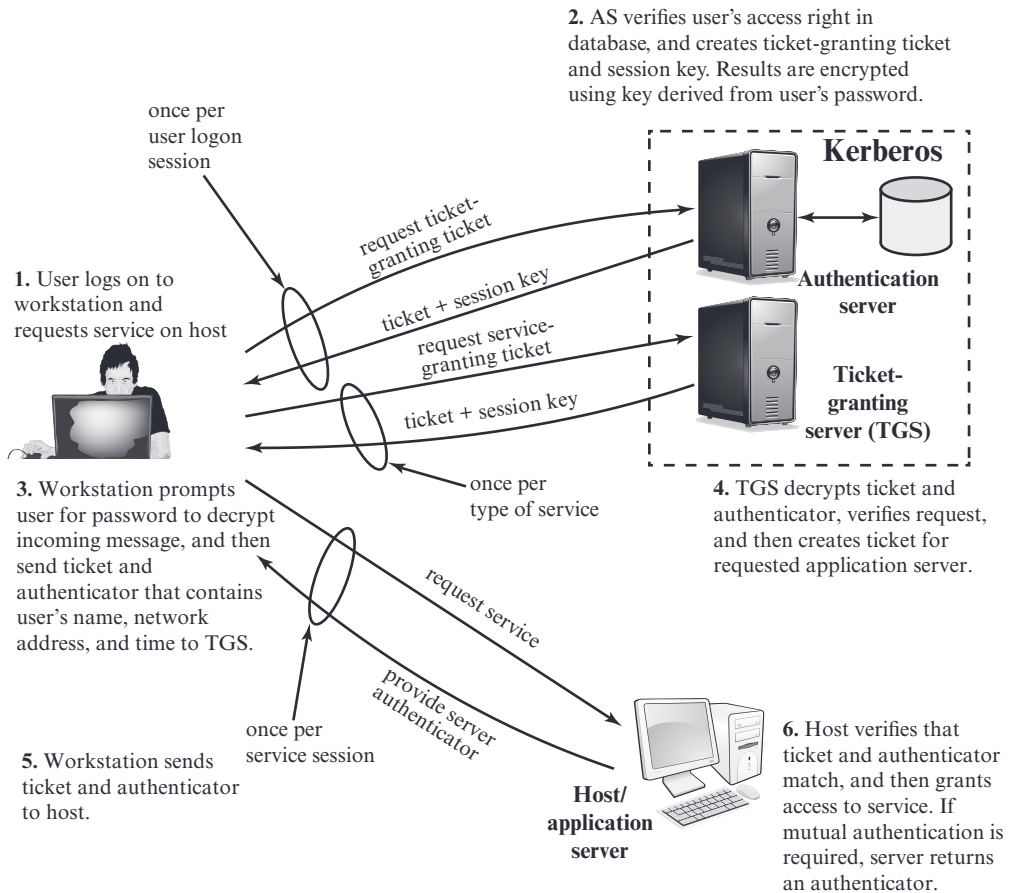 2. AS verifies user's access right in
database, and creates ticket-granting ticket
and session key. Results are encrypted
using key derived from user's password.
once per
user logon
session
Kerberos
request ticket-
granting ticket
1. User logs on to
workstation and
requests service on host
ticket + session key
Authentication
server
request service-
granting ticket
ticket + session key
Ticket-
granting
server (TGS)
once per
type of service
3. Workstation prompts
user for password to decrypt
incoming message, and then
send ticket and
authenticator that contains
user's name, network
address, and time to TGS.
4. TGS decrypts ticket and
authenticator, verifies request,
and then creates ticket for
requested application server.
request service
provide server
authenticator
once per
service session
5. Workstation sends
ticket and authenticator
to host.
Host/
application
server
6. Host verifies that
ticket and authenticator
match, and then grants
access to service. If
mutual authentication is
required, server returns
an authenticator.